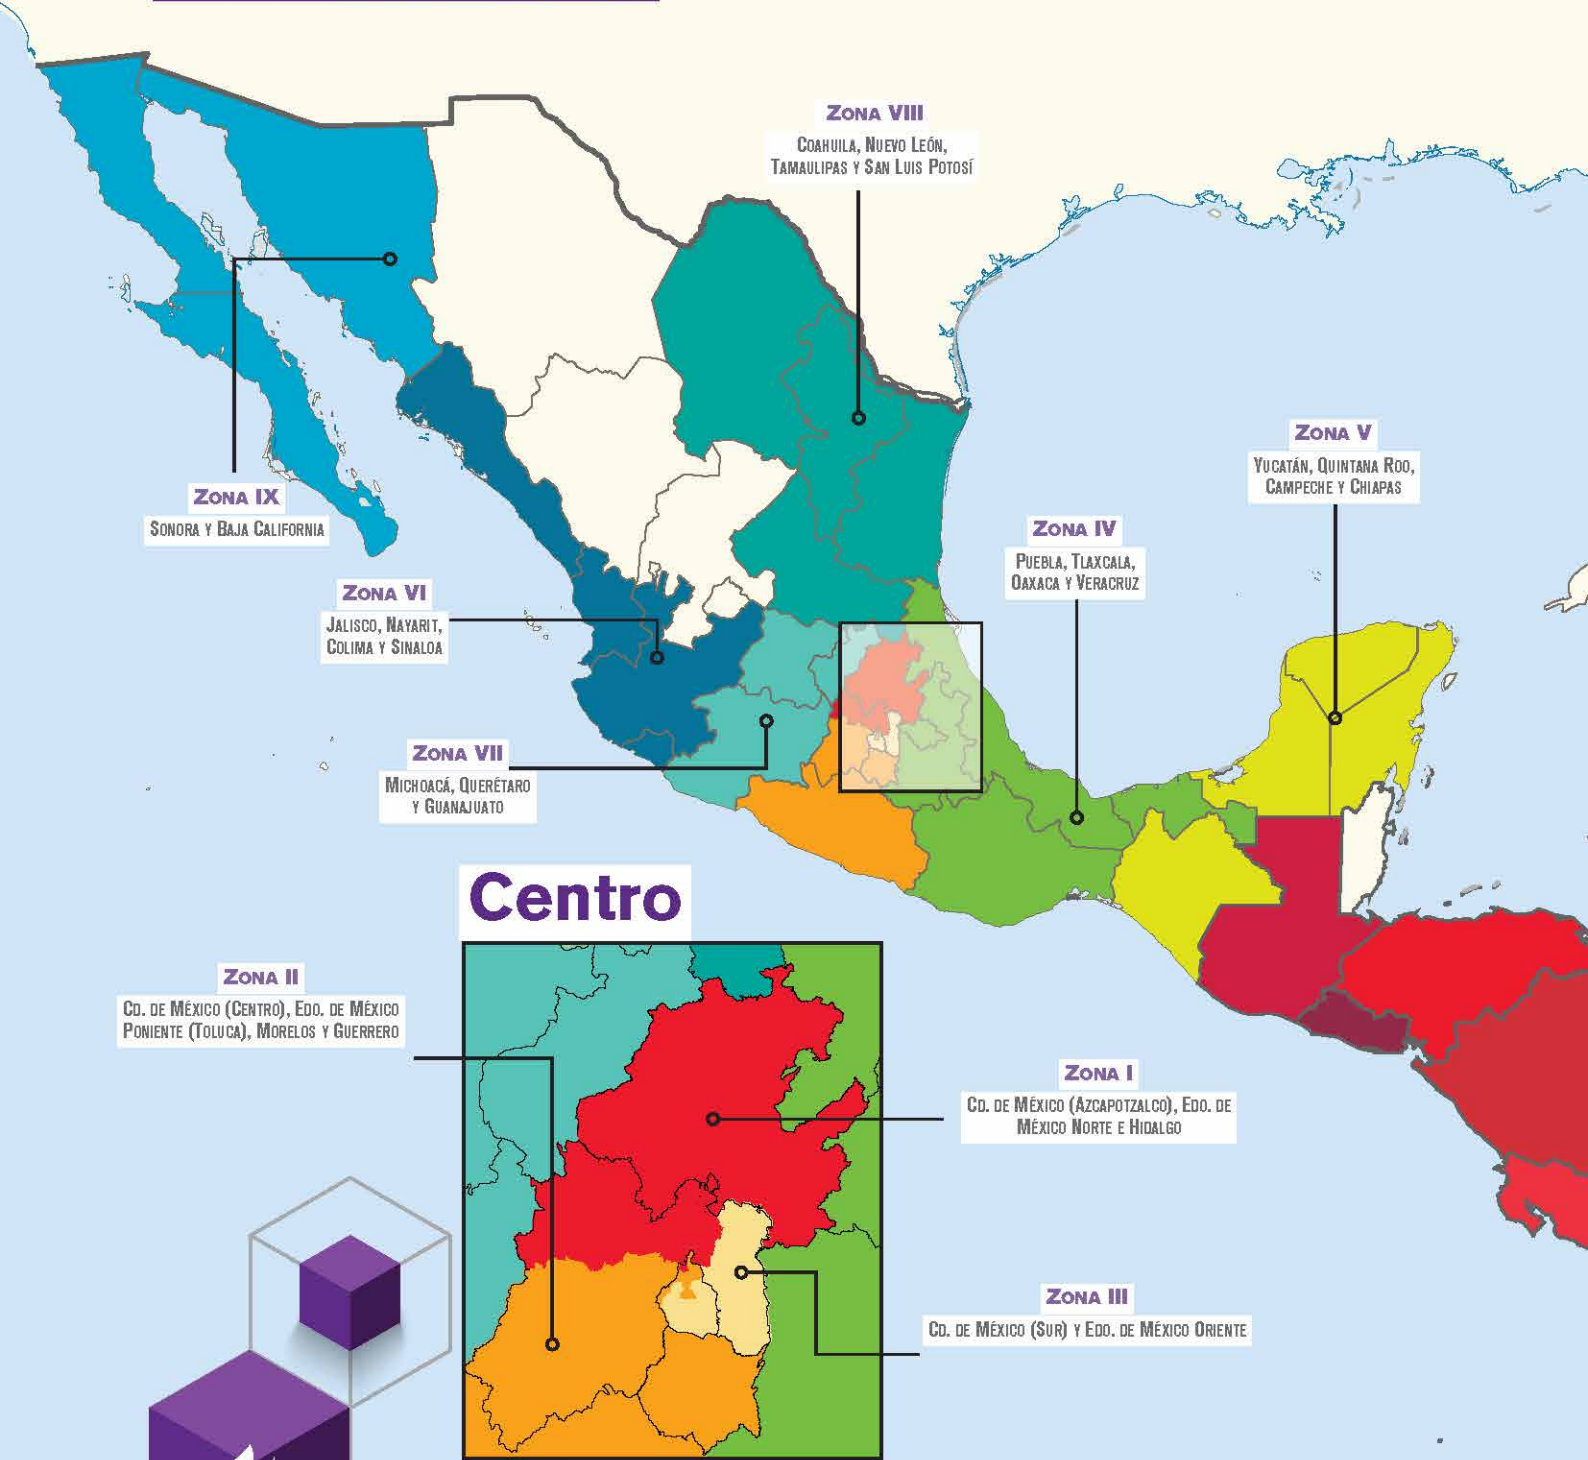 Zona VIII
Coahuila, Nuevo León,
Tamaulipas y San Luis Potosí
Zona V
Yucatán, Quintana Roo,
Campeche y Chiapas
Zona IX
Sonora y Baja California
Zona IV
Puebla, Tlaxcala,
Oaxaca y Veracruz
Zona VI
Jalisco, Nayarit,
Colima y Sinaloa
Zona VII
Michoacá, Querétaro
y Guanajuato
Centro
Zona II
Cd. de México (Centro), Edo. de México
Poniente (Toluca), Morelos y Guerrero
Zona I
Cd. de México (Azcapotzalco), Edo. de
México Norte e Hidalgo
Zona III
Cd. de México (Sur) y Edo. de México Oriente